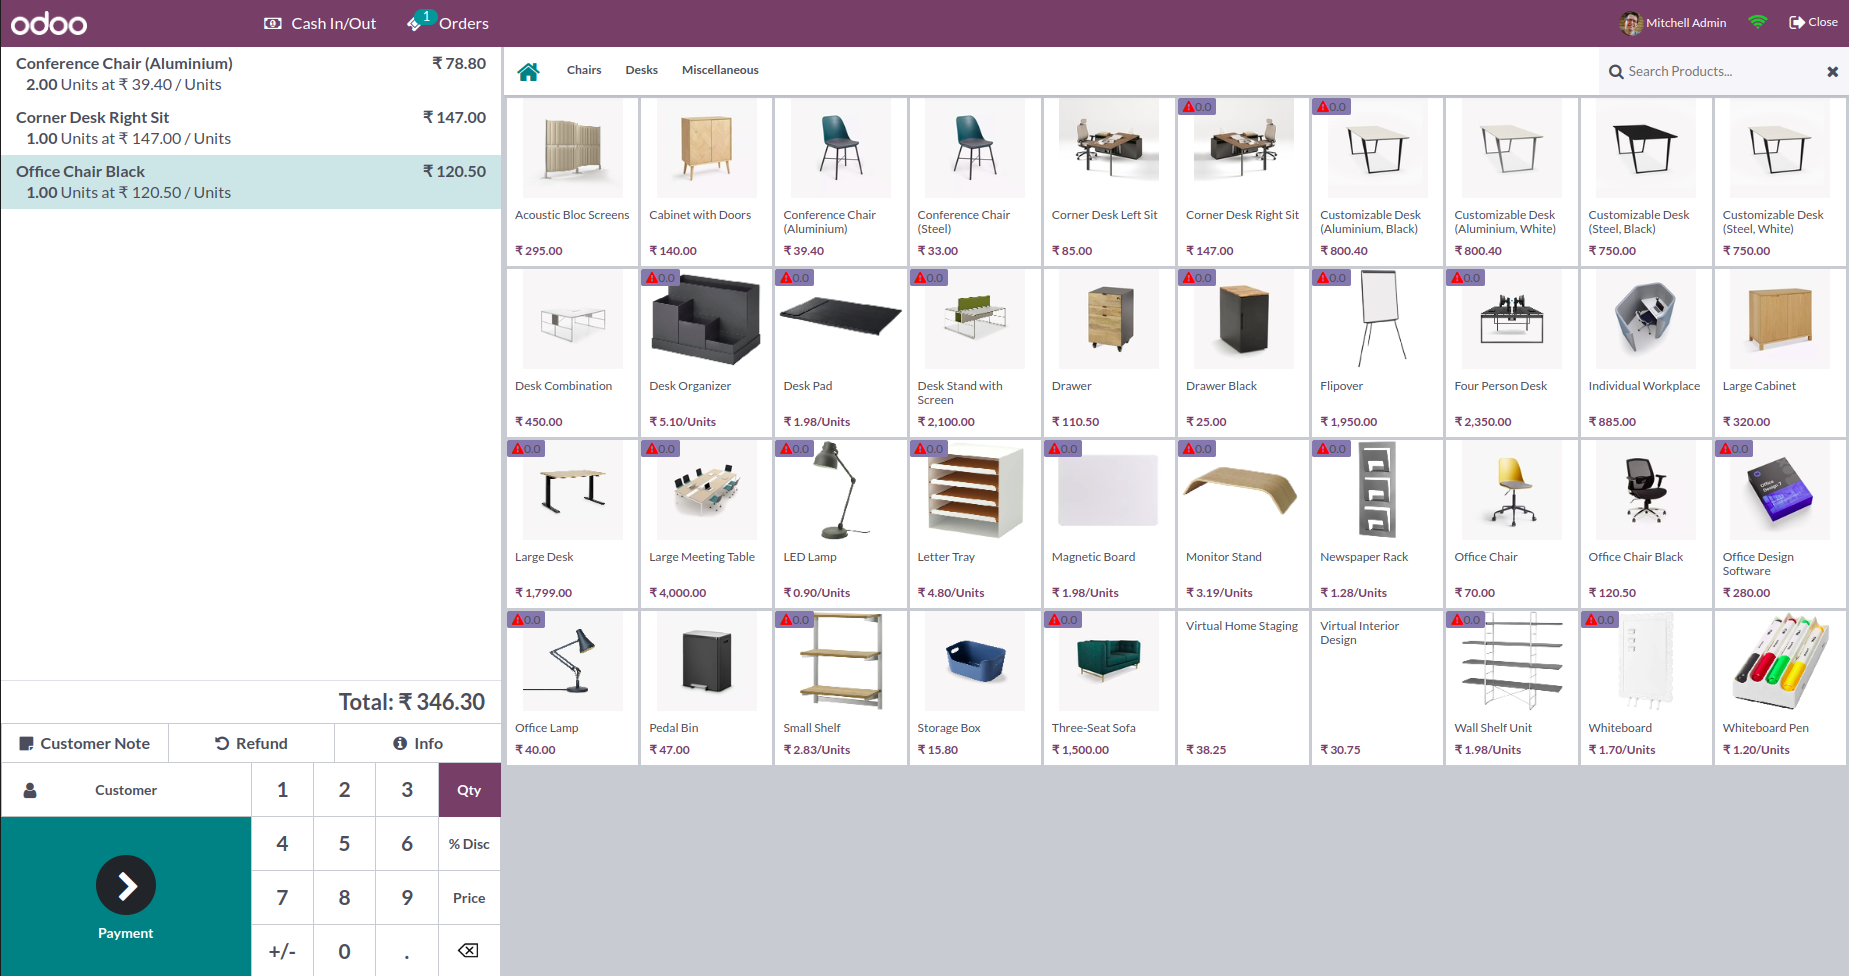 odoo
Cash In/Out
1
Orders
Mitchell Admin
Close
Conference Chair (Aluminium) ₹ 78.80
2.00 Units at ₹ 39.40 / Units
Corner Desk Right Sit ₹ 147.00
1.00 Units at ₹ 147.00 / Units
Office Chair Black ₹ 120.50
1.00 Units at ₹ 120.50 / Units
Total: ₹ 346.30
Customer Note
Refund
Info
Customer
1 2 3 Qty
4 5 6 % Disc
7 8 9 Price
+/- 0 .
Payment
Chairs Desks Miscellaneous
Search Products...
Acoustic Bloc Screens
₹ 295.00
Cabinet with Doors
₹ 140.00
Conference Chair
(Aluminium)
₹ 39.40
Conference Chair
(Steel)
₹ 33.00
Corner Desk Left Sit
₹ 85.00
0.0
Corner Desk Right Sit
₹ 147.00
0.0
Customizable Desk
(Aluminium, Black)
₹ 800.40
Customizable Desk
(Aluminium, White)
₹ 800.40
Customizable Desk
(Steel, Black)
₹ 750.00
Customizable Desk
(Steel, White)
₹ 750.00
Desk Combination
₹ 450.00
0.0
Desk Organizer
₹ 5.10/Units
0.0
Desk Pad
₹ 1.98/Units
0.0
Desk Stand with
Screen
₹ 2,100.00
Drawer
₹ 110.50
0.0
Drawer Black
₹ 25.00
0.0
Flipover
₹ 1,950.00
0.0
Four Person Desk
₹ 2,350.00
Individual Workplace
₹ 885.00
Large Cabinet
₹ 320.00
0.0
Large Desk
₹ 1,799.00
0.0
Large Meeting Table
₹ 4,000.00
0.0
LED Lamp
₹ 0.90/Units
0.0
Letter Tray
₹ 4.80/Units
0.0
Magnetic Board
₹ 1.98/Units
0.0
Monitor Stand
₹ 3.19/Units
0.0
Newspaper Rack
₹ 1.28/Units
Office Chair
₹ 70.00
Office Chair Black
₹ 120.50
0.0
Office
Design 7
Office Design
Software
₹ 280.00
0.0
Office Lamp
₹ 40.00
Pedal Bin
₹ 47.00
0.0
Small Shelf
₹ 2.83/Units
Storage Box
₹ 15.80
0.0
Three-Seat Sofa
₹ 1,500.00
Virtual Home Staging
₹ 38.25
Virtual Interior
Design
₹ 30.75
0.0
Wall Shelf Unit
₹ 1.98/Units
0.0
Whiteboard
₹ 1.70/Units
Whiteboard Pen
₹ 1.20/Units